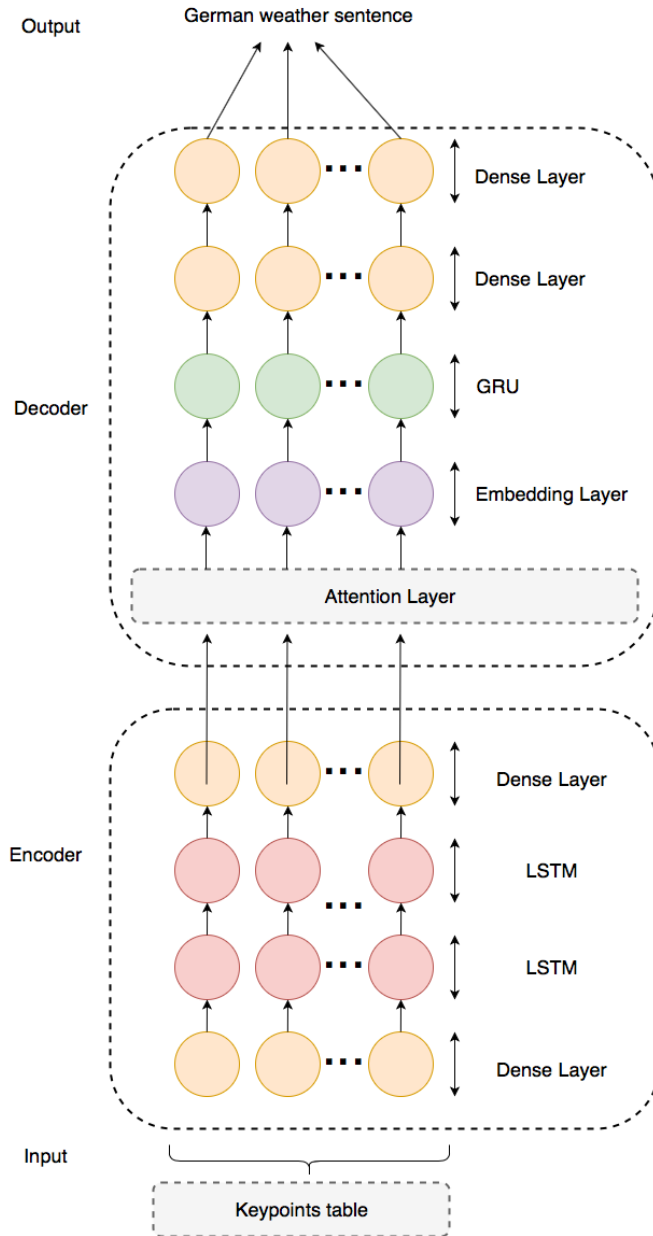 Output
German weather sentence
Dense Layer
Dense Layer
Decoder
GRU
Embedding Layer
Attention Layer
Dense Layer
Encoder
LSTM
LSTM
Dense Layer
Input
Keypoints table